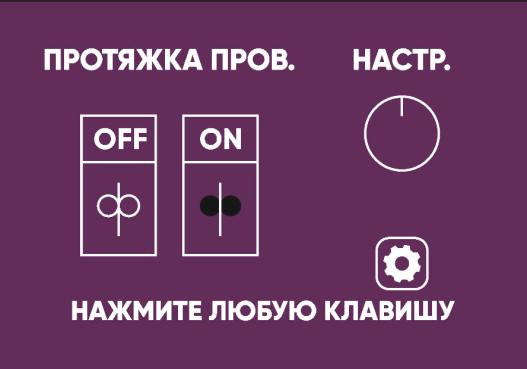 ПРОТЯЖКА ПРОВ.
НАСТР.
OFF
ON
НАЖМИТЕ ЛЮБУЮ КЛАВИШУ